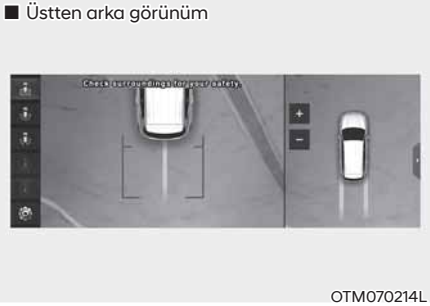 ■ Üstten arka görünüm
Check surroundings for your safety.
+
-
OTM070214L